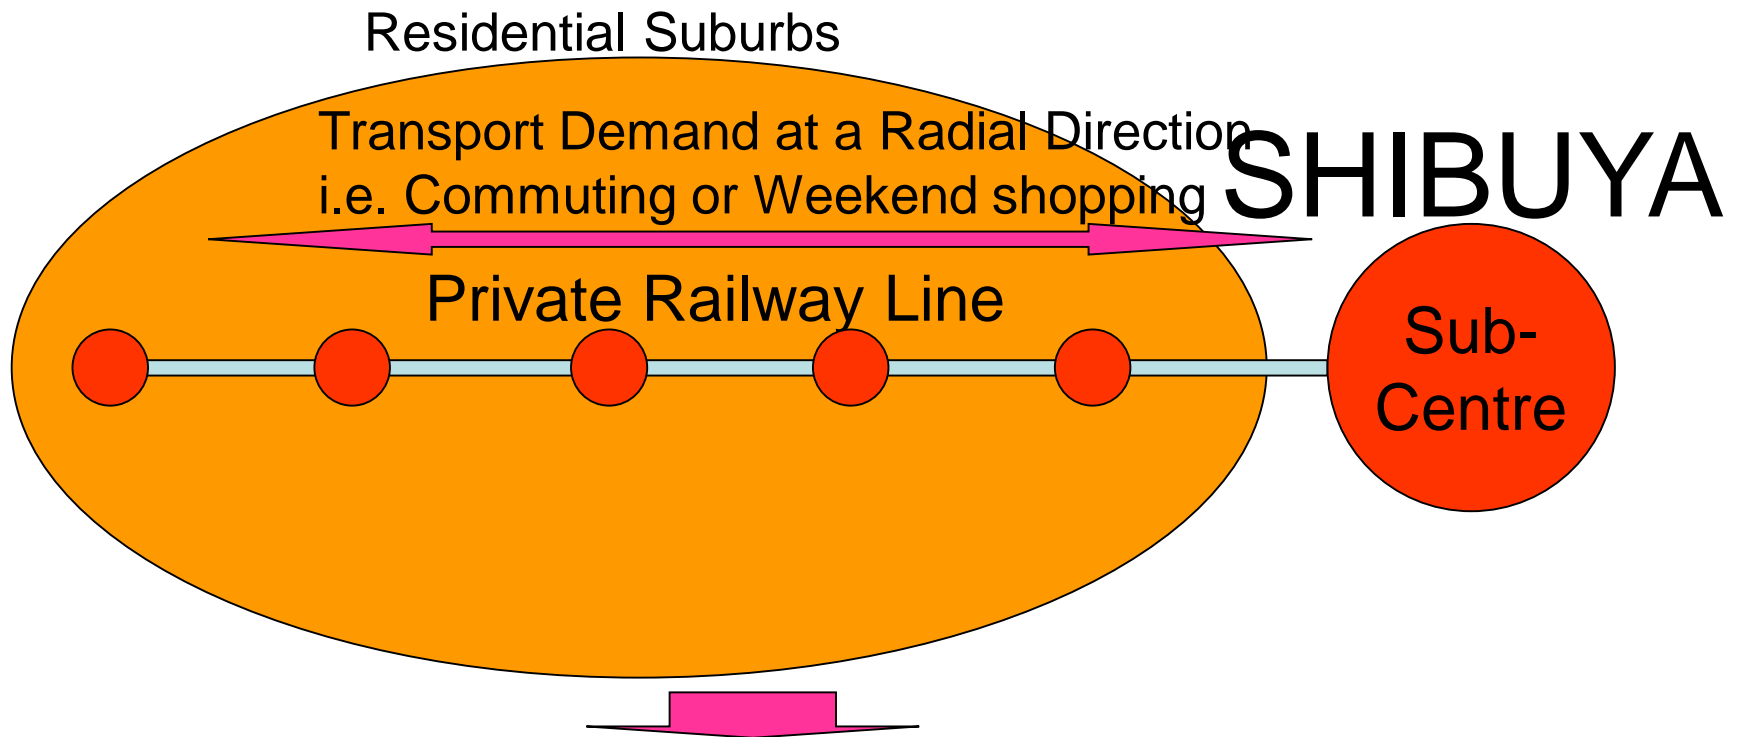 Residential Suburbs
Transport Demand at a Radial Direction
i.e. Commuting or Weekend shopping
SHIBUYA
Private Railway Line
Sub-
Centre